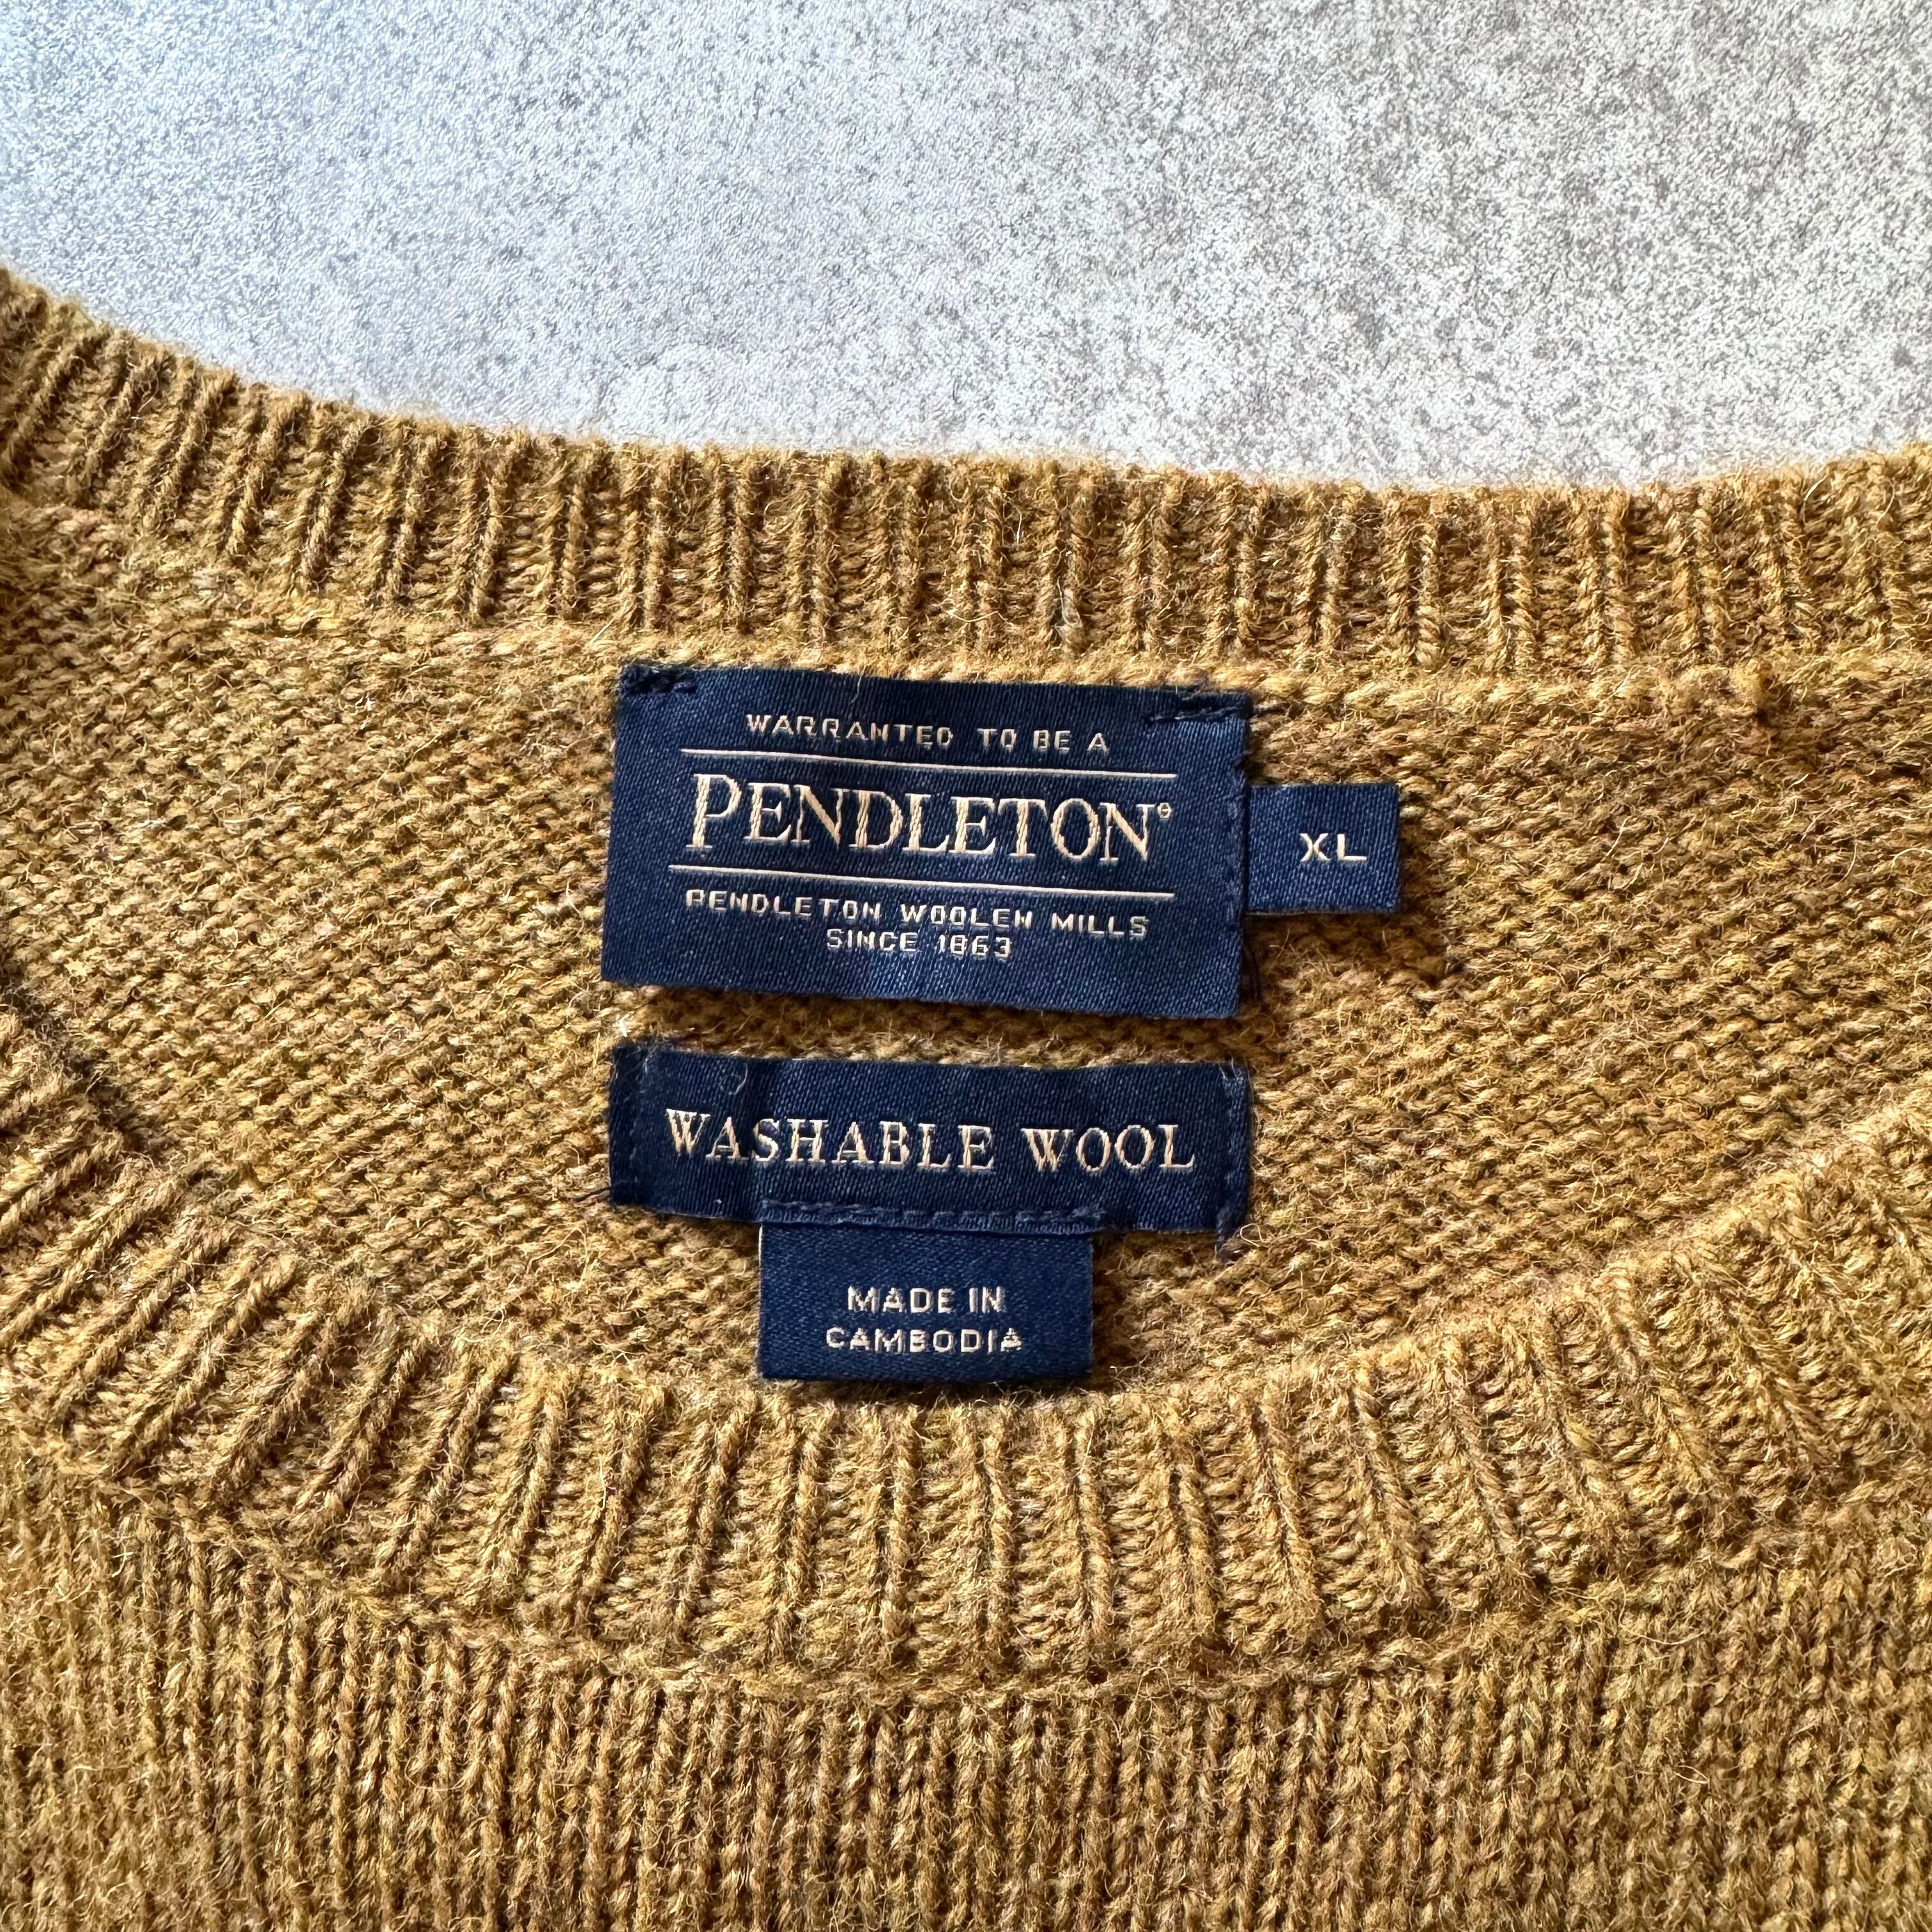 WARRANTED TO BE A
PENDLETON®
XL
PENDLETON WOOLEN MILLS
SINCE 1863
WASHABLE WOOL
MADE IN
CAMBODIA